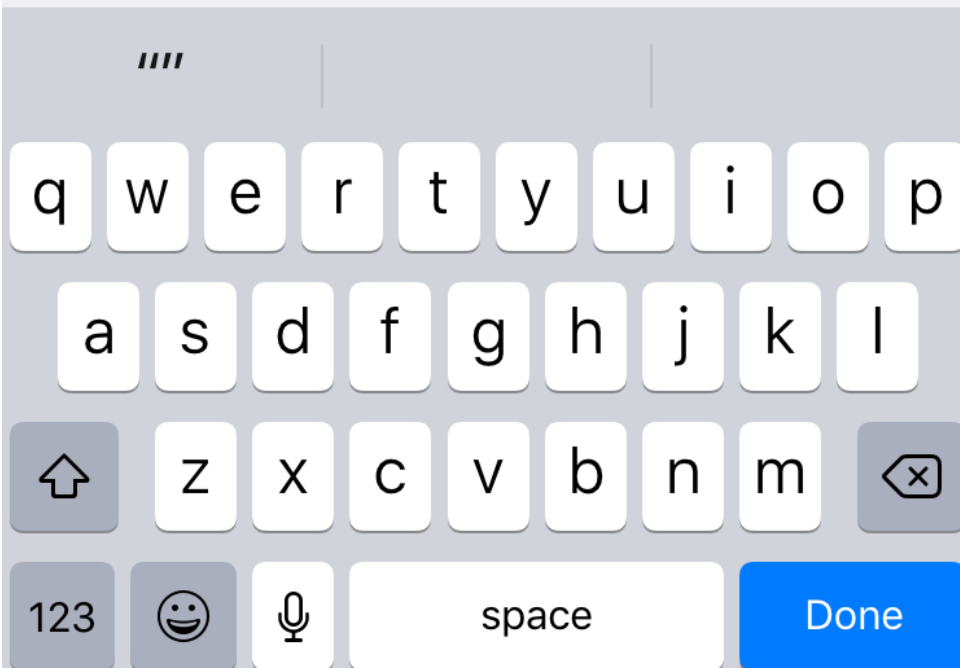 ""
q w e r t y u i o p
a s d f g h j k l
z x c v b n m
123 space Done